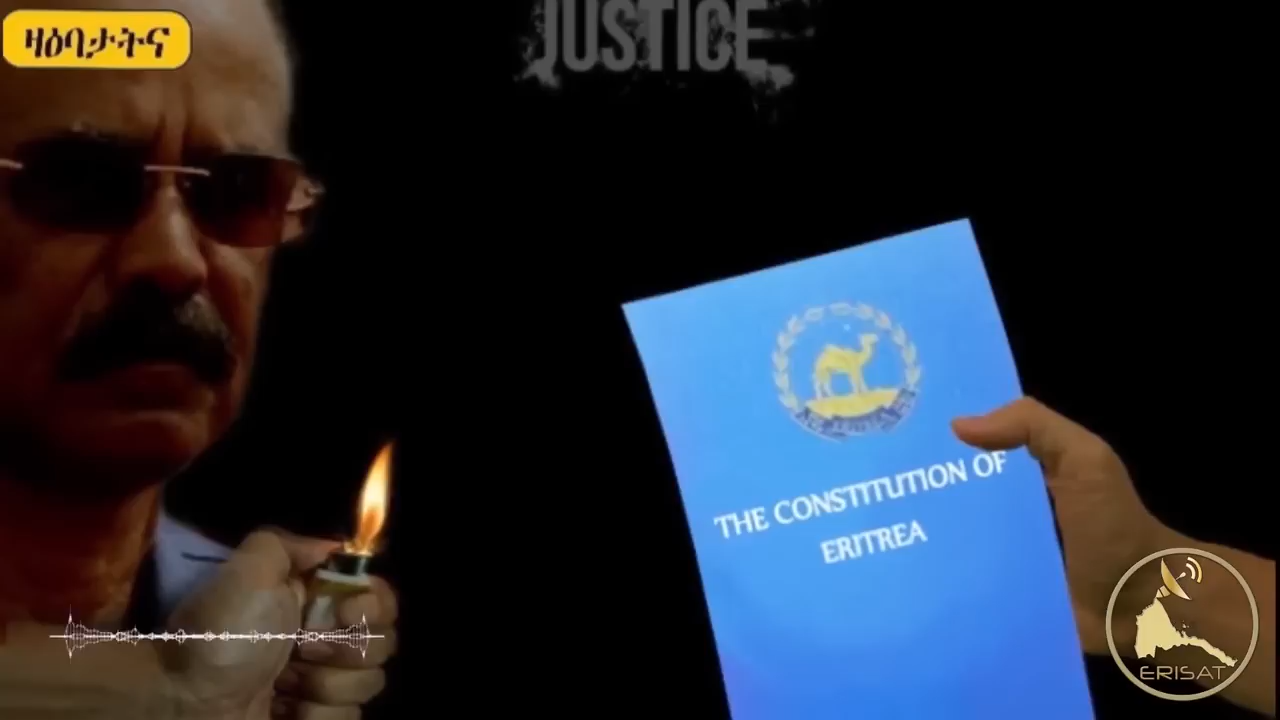 ዛዕባታትና
JUSTICE
THE CONSTITUTION OF
ERITREA
ERISAT